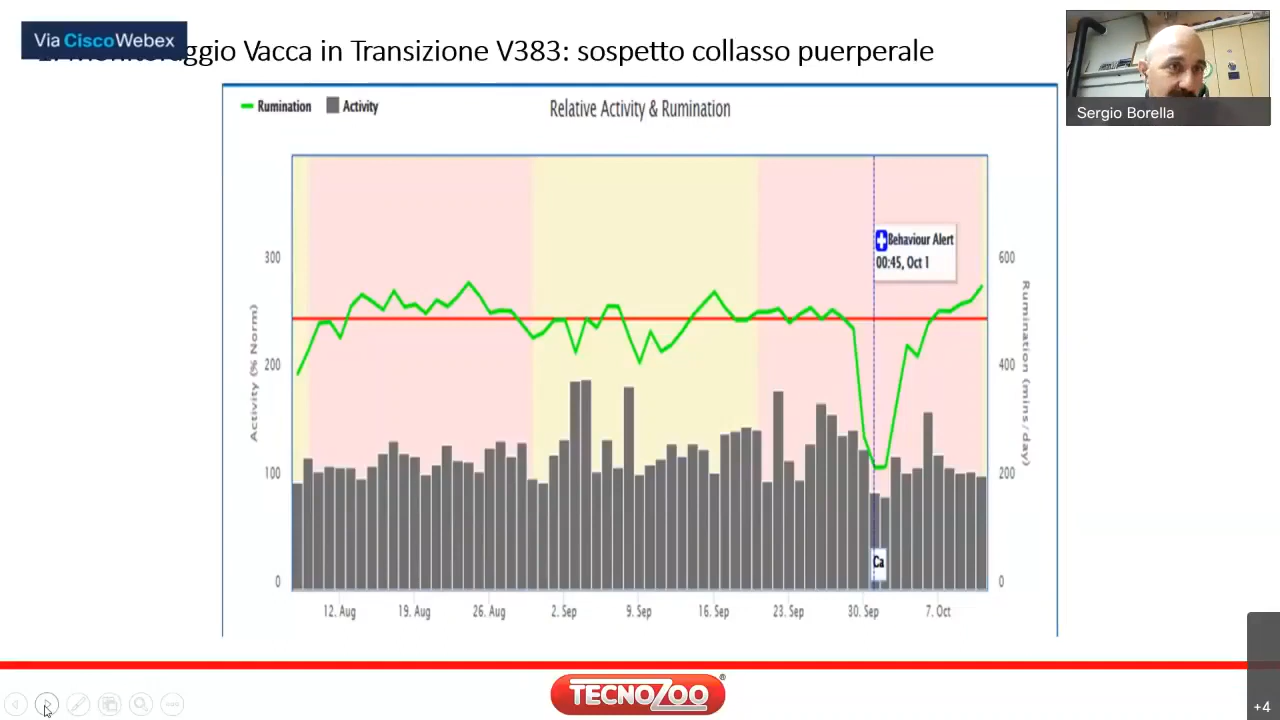 Via CiscoWebex
ggio Vacca in Transizione V383: sospetto collasso puerperale
Sergio Borella
Rumination
Activity
Relative Activity & Rumination
Behaviour Alert
00:45, Oct 1
300
200
100
0
Activity (% Norm)
600
400
200
0
Rumination (mins/day)
Ca
12. Aug
19. Aug
26. Aug
2. Sep
9. Sep
16. Sep
23. Sep
30. Sep
7. Oct
TECNOZOO®
+4